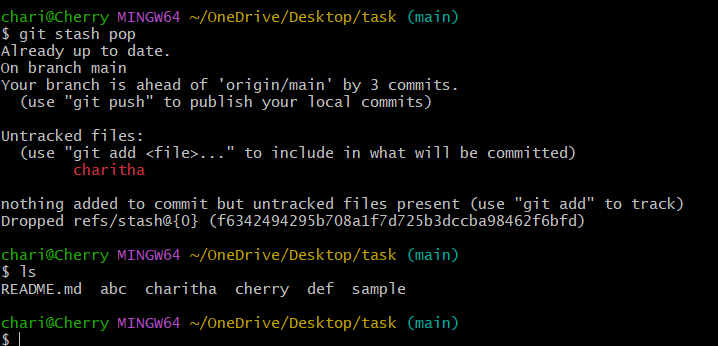 chari@Cherry MINGW64 ~/OneDrive/Desktop/task (main)
$ git stash pop
Already up to date.
On branch main
Your branch is ahead of 'origin/main' by 3 commits.
  (use "git push" to publish your local commits)

Untracked files:
  (use "git add <file>..." to include in what will be committed)
        charitha

nothing added to commit but untracked files present (use "git add" to track)
Dropped refs/stash@{0} (f6342494295b708a1f7d725b3dccba98462f6bfd)

chari@Cherry MINGW64 ~/OneDrive/Desktop/task (main)
$ ls
README.md  abc  charitha  cherry  def  sample

chari@Cherry MINGW64 ~/OneDrive/Desktop/task (main)
$